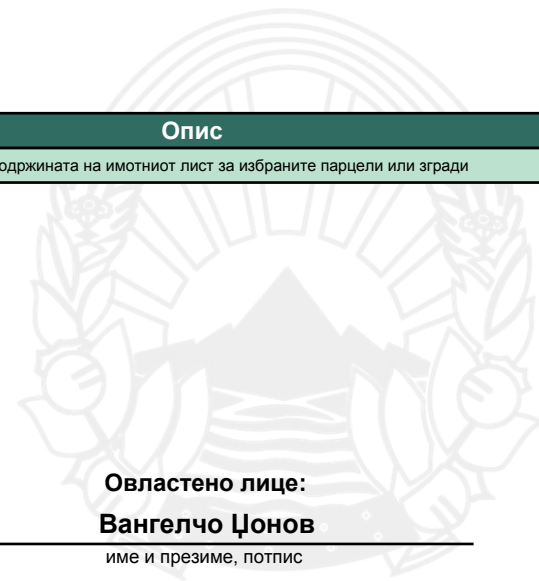 Опис
одржината на имотниот лист за избраните парцели или згради
Овластено лице:
Вангелчо Џонов
име и презиме, потпис